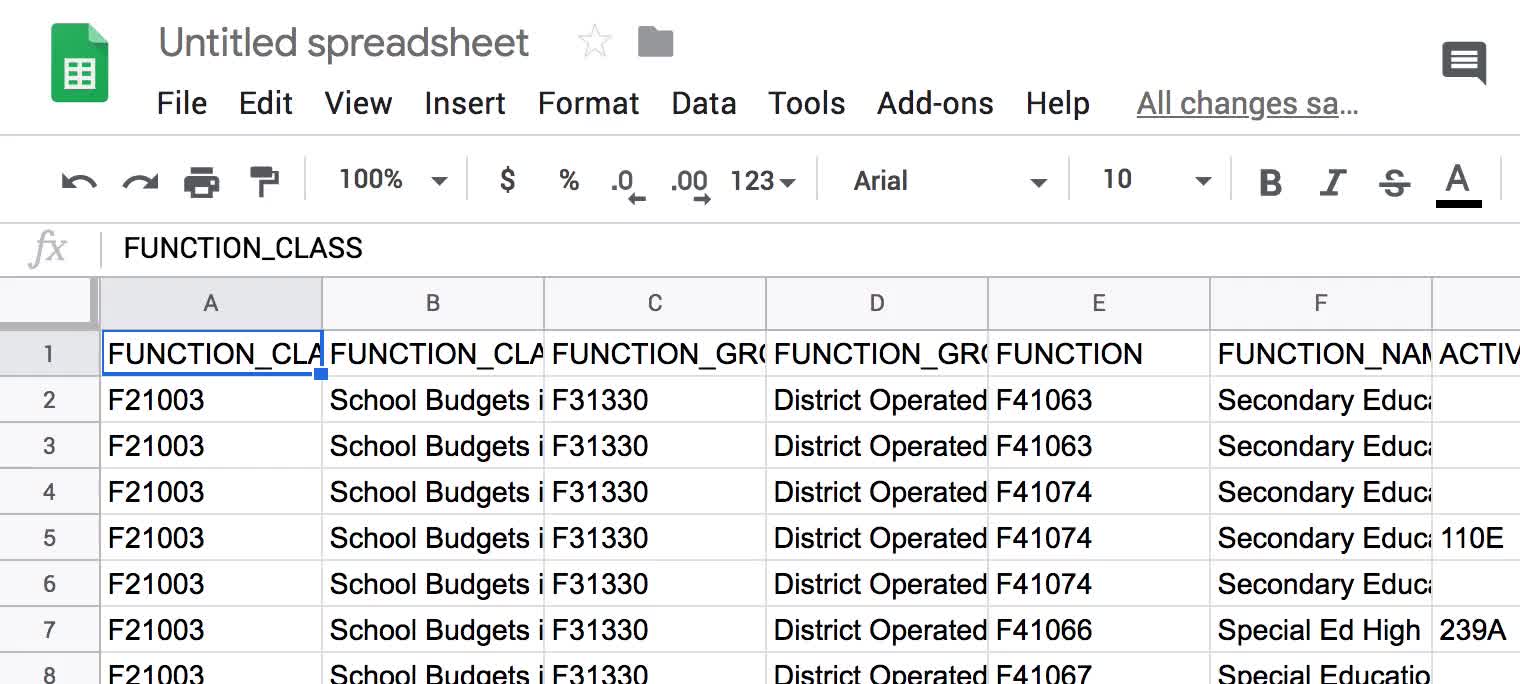 Untitled spreadsheet
File Edit View Insert Format Data Tools Add-ons Help All changes sa...
100% $ % .0 .00 123 Arial 10 B I S A
fx FUNCTION_CLASS
A B C D E F
1 FUNCTION_CLA FUNCTION_CLA FUNCTION_GRO FUNCTION_GRO FUNCTION FUNCTION_NAM ACTIV
2 F21003 School Budgets i F31330 District Operated F41063 Secondary Educa
3 F21003 School Budgets i F31330 District Operated F41063 Secondary Educa
4 F21003 School Budgets i F31330 District Operated F41074 Secondary Educa
5 F21003 School Budgets i F31330 District Operated F41074 Secondary Educa 110E
6 F21003 School Budgets i F31330 District Operated F41074 Secondary Educa
7 F21003 School Budgets i F31330 District Operated F41066 Special Ed High 239A
8 F21003 School Budgets i F31330 District Operated F41067 Special Educatio